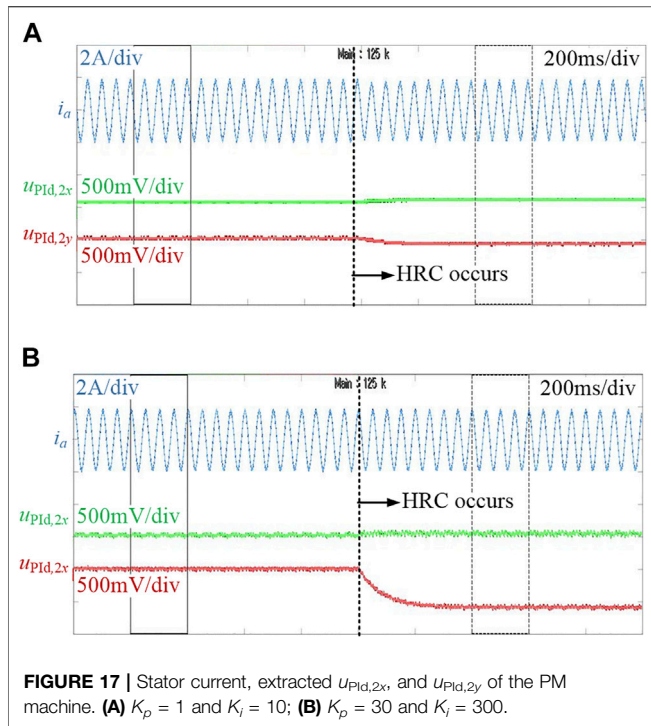 A
2A/div
Main : 125 k
200ms/div
ia
uPId,2x
500mV/div
uPId,2y
500mV/div
HRC occurs
B
2A/div
Main : 125 k
200ms/div
ia
HRC occurs
uPId,2x
500mV/div
uPId,2x
500mV/div
FIGURE 17 | Stator current, extracted uPId,2x, and uPId,2y of the PM
machine. (A) Kp = 1 and Ki = 10; (B) Kp = 30 and Ki = 300.